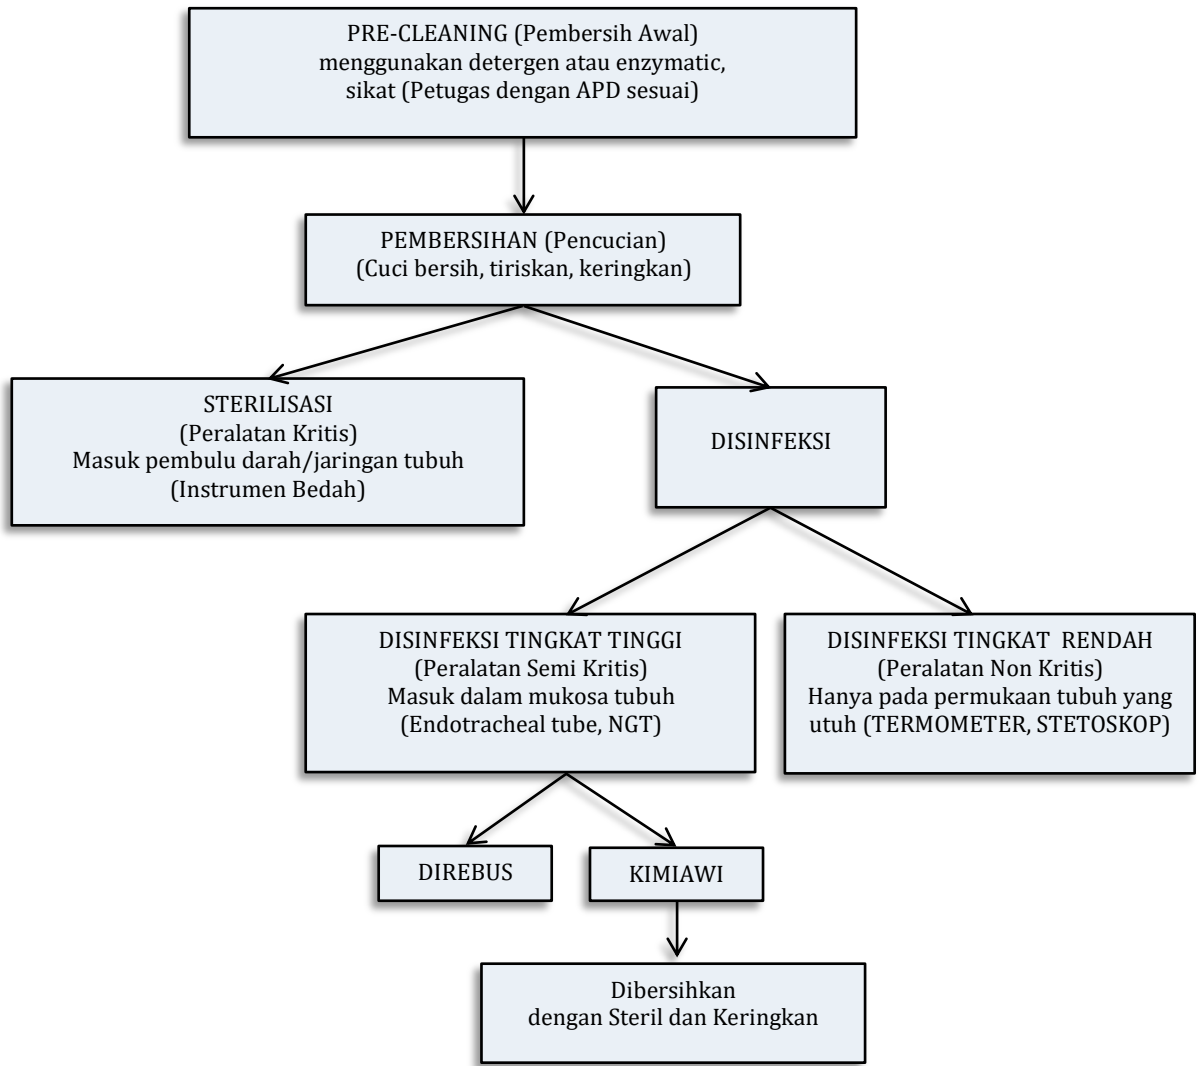 PRE-CLEANING (Pembersih Awal)
menggunakan detergen atau enzymatic,
sikat (Petugas dengan APD sesuai)
PEMBERSIHAN (Pencucian)
(Cuci bersih, tiriskan, keringkan)
STERILISASI
(Peralatan Kritis)
Masuk pembulu darah/jaringan tubuh
(Instrumen Bedah)
DISINFEKSI
DISINFEKSI TINGKAT TINGGI
(Peralatan Semi Kritis)
Masuk dalam mukosa tubuh
(Endotracheal tube, NGT)
DISINFEKSI TINGKAT RENDAH
(Peralatan Non Kritis)
Hanya pada permukaan tubuh yang
utuh (TERMOMETER, STETOSKOP)
DIREBUS
KIMIAWI
Dibersihkan
dengan Steril dan Keringkan